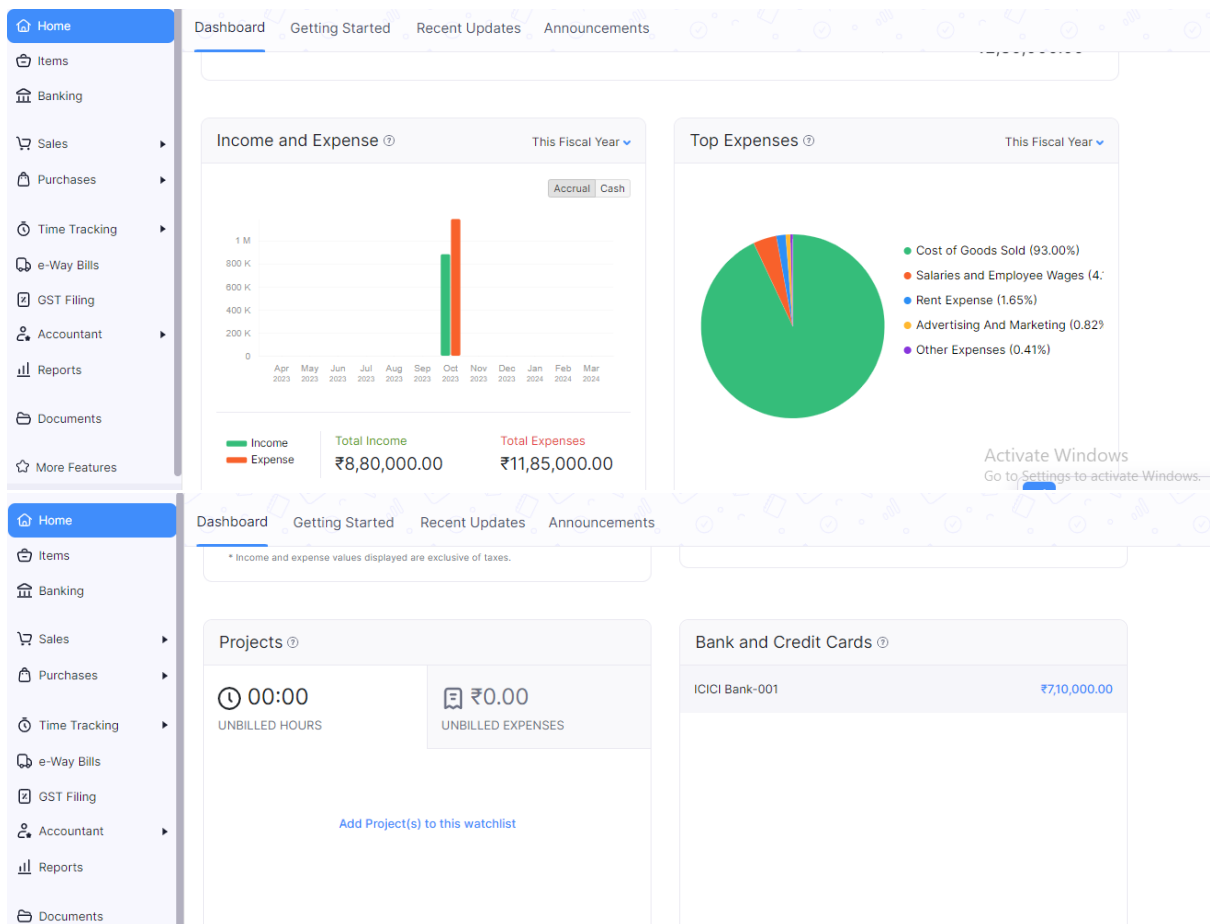 Home
Items
Banking
Sales
Purchases
Time Tracking
e-Way Bills
GST Filing
Accountant
Reports
Documents
More Features
Dashboard Getting Started Recent Updates Announcements
Income and Expense
This Fiscal Year
Accrual Cash
1 M
800 K
600 K
400 K
200 K
0
Apr May Jun Jul Aug Sep Oct Nov Dec Jan Feb Mar
2023 2023 2023 2023 2023 2023 2023 2023 2023 2024 2024 2024
Income
Expense
Total Income
₹8,80,000.00
Total Expenses
₹11,85,000.00
Top Expenses
This Fiscal Year
Cost of Goods Sold (93.00%)
Salaries and Employee Wages (4.
Rent Expense (1.65%)
Advertising And Marketing (0.82%
Other Expenses (0.41%)
Activate Windows
Go to Settings to activate Windows.
Home
Items
Banking
Sales
Purchases
Time Tracking
e-Way Bills
GST Filing
Accountant
Reports
Documents
Dashboard Getting Started Recent Updates Announcements
* Income and expense values displayed are exclusive of taxes.
Projects
00:00
UNBILLED HOURS
₹0.00
UNBILLED EXPENSES
Add Project(s) to this watchlist
Bank and Credit Cards
ICICI Bank-001 ₹7,10,000.00